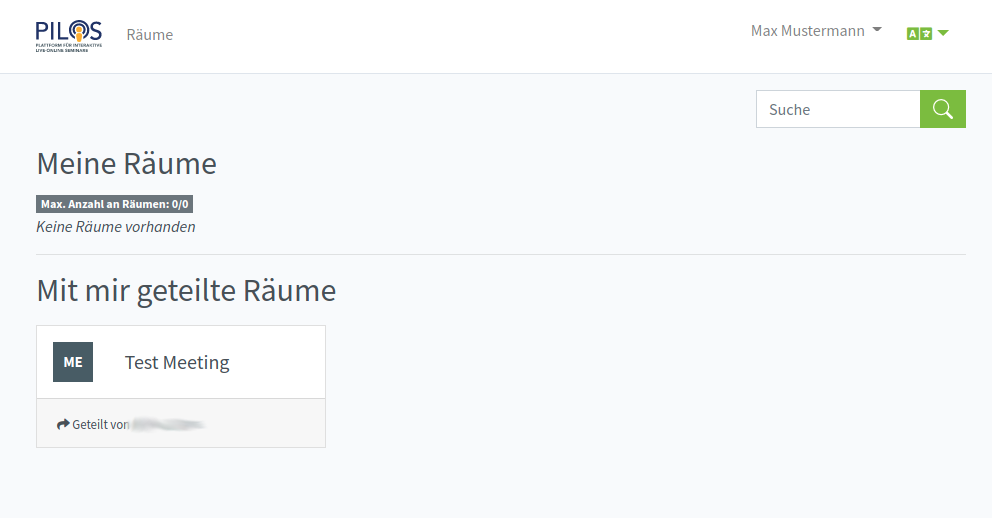 PILOS
PLATTFORM FÜR INTERAKTIVE
LIVE-ONLINE-SEMINARE
Räume
Max Mustermann
A
Suche
Meine Räume
Max. Anzahl an Räumen: 0/0
Keine Räume vorhanden
Mit mir geteilte Räume
ME
Test Meeting
Geteilt von